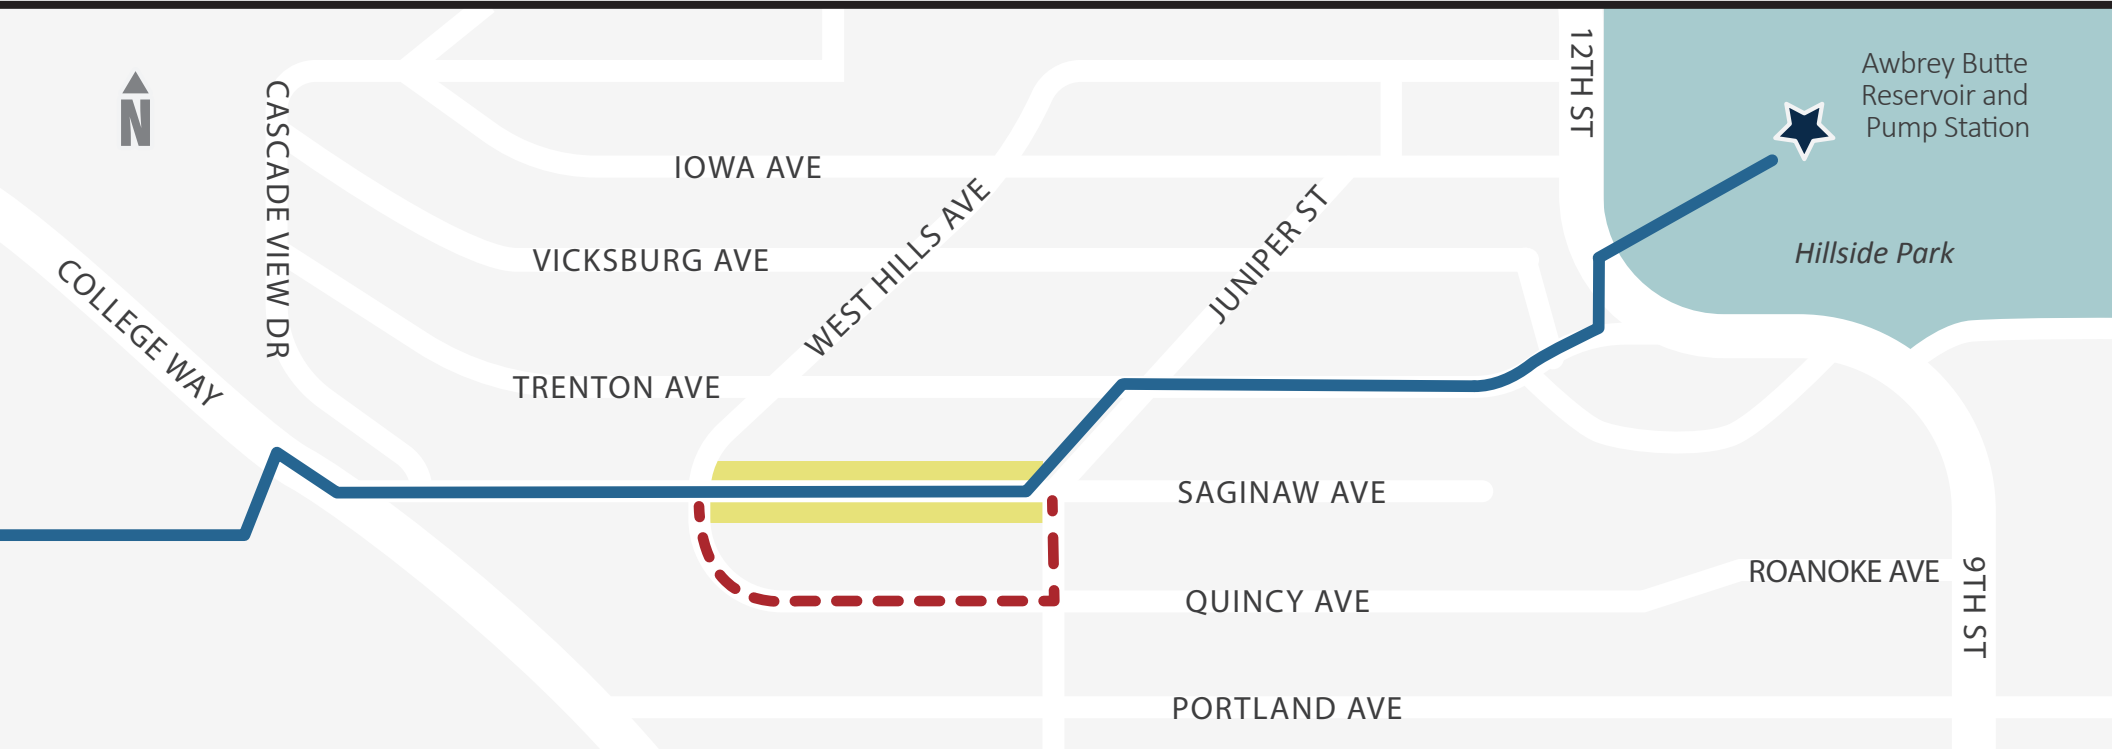 12TH ST
Awbrey Butte
Reservoir and
Pump Station
N
CASCADE VIEW DR
IOWA AVE
WEST HILLS AVE
JUNIPER ST
Hillside Park
VICKSBURG AVE
COLLEGE WAY
TRENTON AVE
SAGINAW AVE
ROANOKE AVE
9TH ST
QUINCY AVE
PORTLAND AVE